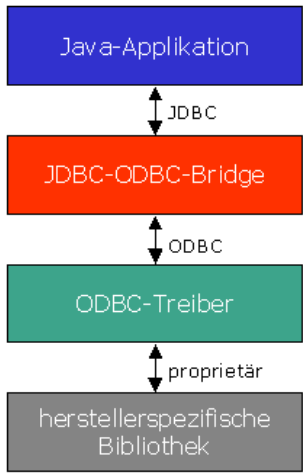 Java-Applikation
JDBC
JDBC-ODBC-Bridge
ODBC
ODBC-Treiber
proprietär
herstellerspezifische
Bibliothek